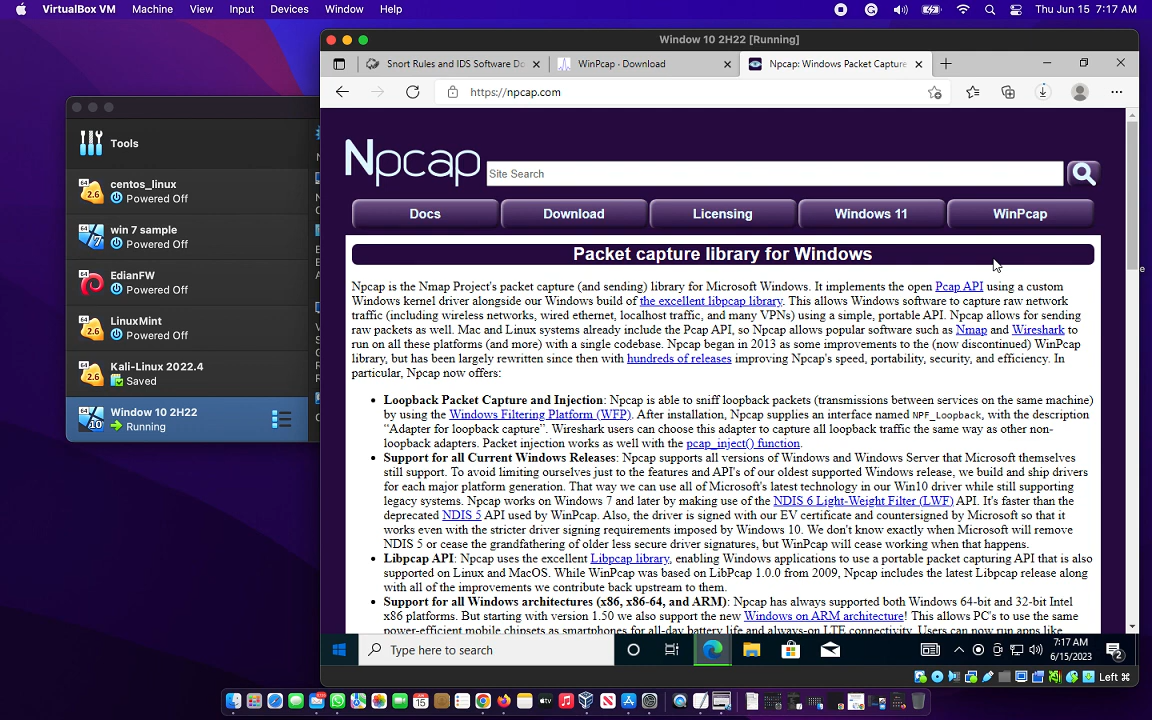 VirtualBox VM Machine View Input Devices Window Help
Thu Jun 15 7:17 AM
Window 10 2H22 [Running]
Snort Rules and IDS Software Do
WinPcap - Download
Npcap: Windows Packet Capture
https://npcap.com
Tools
centos_linux
Powered Off
win 7 sample
Powered Off
EdianFW
Powered Off
LinuxMint
Powered Off
Kali-Linux 2022.4
Saved
Window 10 2H22
Running
Npcap
Site Search
Docs Download Licensing Windows 11 WinPcap
Packet capture library for Windows
Npcap is the Nmap Project's packet capture (and sending) library for Microsoft Windows. It implements the open Pcap API using a custom
Windows kernel driver alongside our Windows build of the excellent libpcap library. This allows Windows software to capture raw network
traffic (including wireless networks, wired ethernet, localhost traffic, and many VPNs) using a simple, portable API. Npcap allows for sending
raw packets as well. Mac and Linux systems already include the Pcap API, so Npcap allows popular software such as Nmap and Wireshark to
run on all these platforms (and more) with a single codebase. Npcap began in 2013 as some improvements to the (now discontinued) WinPcap
library, but has been largely rewritten since then with hundreds of releases improving Npcap's speed, portability, security, and efficiency. In
particular, Npcap now offers:
• Loopback Packet Capture and Injection: Npcap is able to sniff loopback packets (transmissions between services on the same machine)
by using the Windows Filtering Platform (WFP). After installation, Npcap supplies an interface named NPF_Loopback, with the description
“Adapter for loopback capture”. Wireshark users can choose this adapter to capture all loopback traffic the same way as other non-
loopback adapters. Packet injection works as well with the pcap_inject() function.
• Support for all Current Windows Releases: Npcap supports all versions of Windows and Windows Server that Microsoft themselves
still support. To avoid limiting ourselves just to the features and API's of our oldest supported Windows release, we build and ship drivers
for each major platform generation. That way we can use all of Microsoft's latest technology in our Win10 driver while still supporting
legacy systems. Npcap works on Windows 7 and later by making use of the NDIS 6 Light-Weight Filter (LWF) API. It's faster than the
deprecated NDIS 5 API used by WinPcap. Also, the driver is signed with our EV certificate and countersigned by Microsoft so that it
works even with the stricter driver signing requirements imposed by Windows 10. We don't know exactly when Microsoft will remove
NDIS 5 or cease the grandfathering of older less secure driver signatures, but WinPcap will cease working when that happens.
• Libpcap API: Npcap uses the excellent Libpcap library, enabling Windows applications to use a portable packet capturing API that is also
supported on Linux and MacOS. While WinPcap was based on LibPcap 1.0.0 from 2009, Npcap includes the latest Libpcap release along
with all of the improvements we contribute back upstream to them.
• Support for all Windows architectures (x86, x86-64, and ARM): Npcap has always supported both Windows 64-bit and 32-bit Intel
x86 platforms. But starting with version 1.50 we also support the new Windows on ARM architecture! This allows PC's to use the same
power-efficient mobile chipsets as smartphones for all-day battery life and always-on LTE connectivity. Users can now run apps like
Type here to search
7:17 AM
6/15/2023
2
Left ⌘